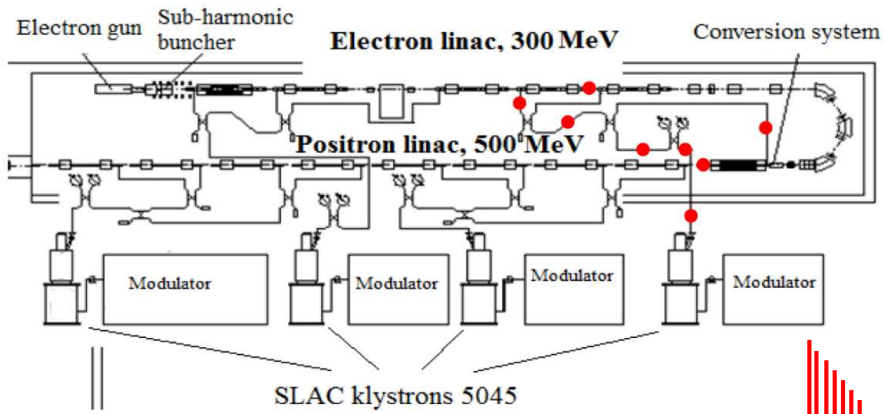 Electron gun
Sub-harmonic
buncher
Electron linac, 300 MeV
Conversion system
Positron linac, 500 MeV
Modulator
Modulator
Modulator
Modulator
SLAC klystrons 5045